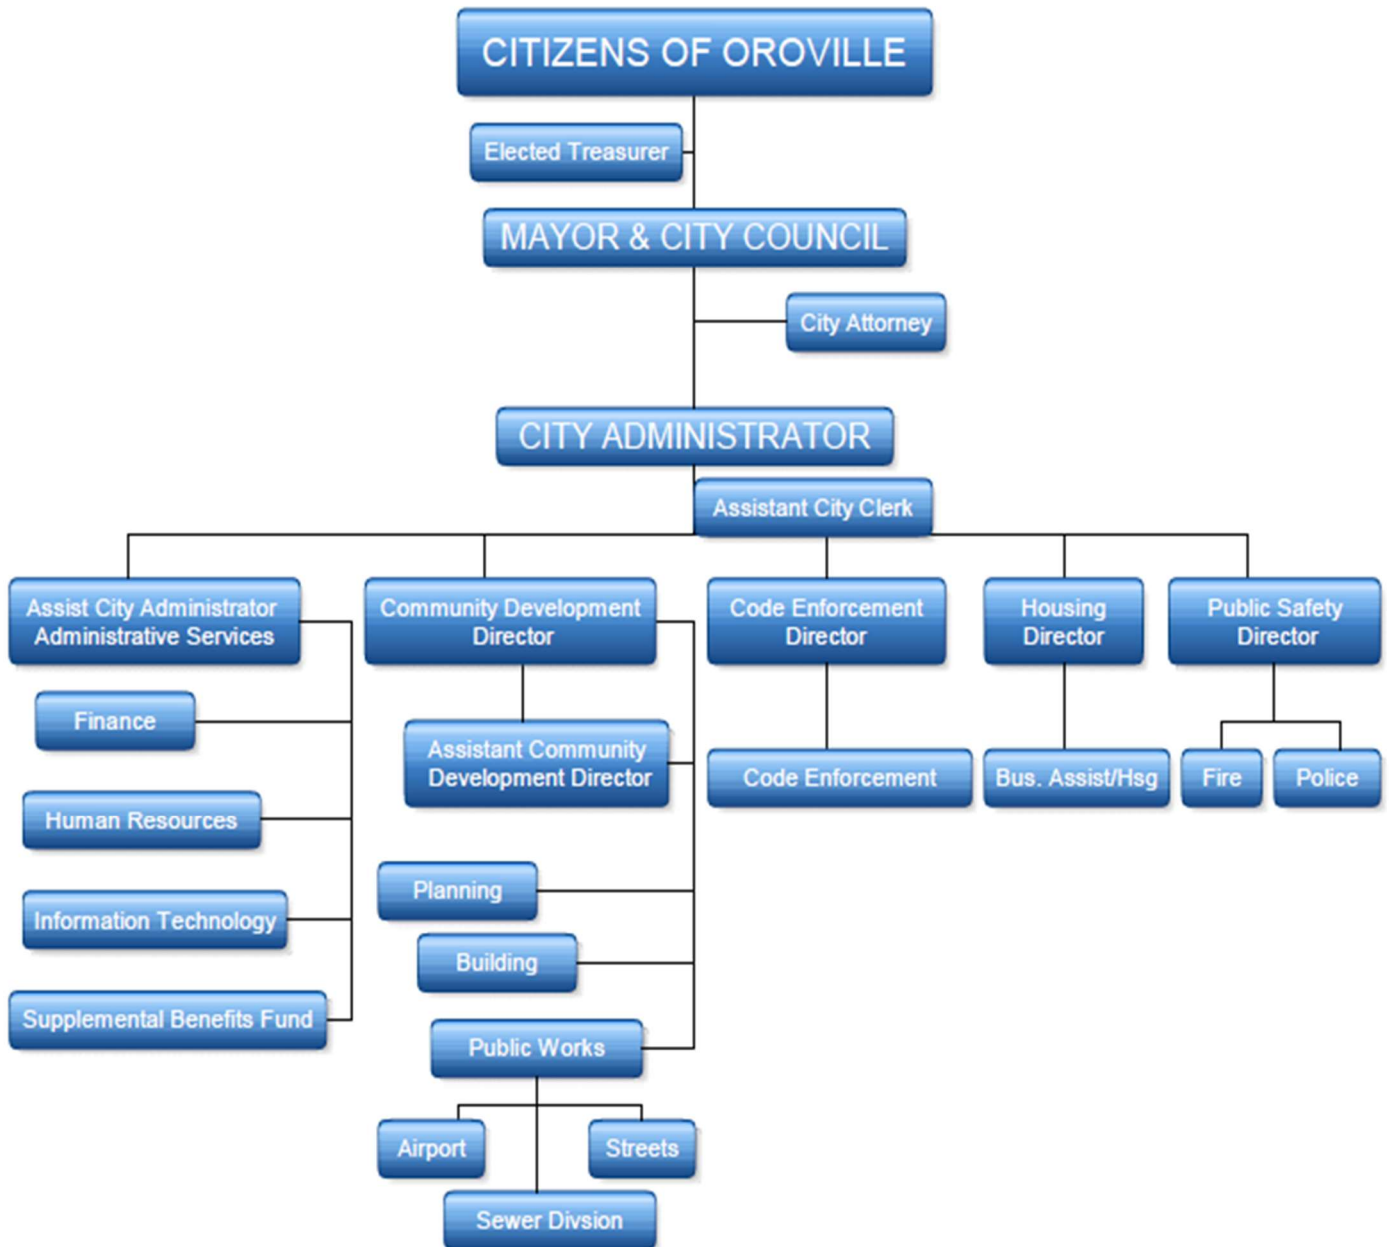 CITIZENS OF OROVILLE
Elected Treasurer
MAYOR & CITY COUNCIL
City Attorney
CITY ADMINISTRATOR
Assistant City Clerk
Assist City Administrator
Administrative Services
Community Development
Director
Code Enforcement
Director
Housing
Director
Public Safety
Director
Finance
Human Resources
Information Technology
Supplemental Benefits Fund
Assistant Community
Development Director
Planning
Building
Public Works
Airport
Streets
Sewer Divsion
Code Enforcement
Bus. Assist/Hsg
Fire
Police